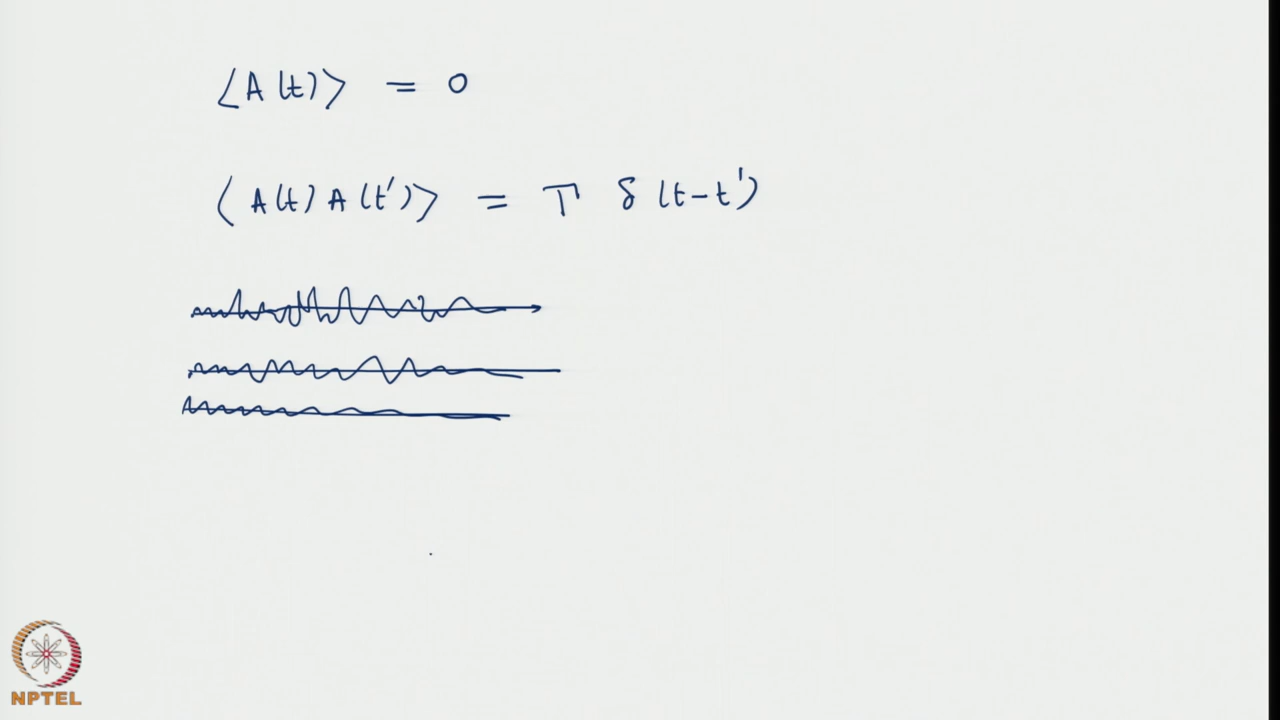 ⟨A(t)⟩ = 0
⟨A(t) A(t')⟩ = Γ δ(t-t')
NPTEL